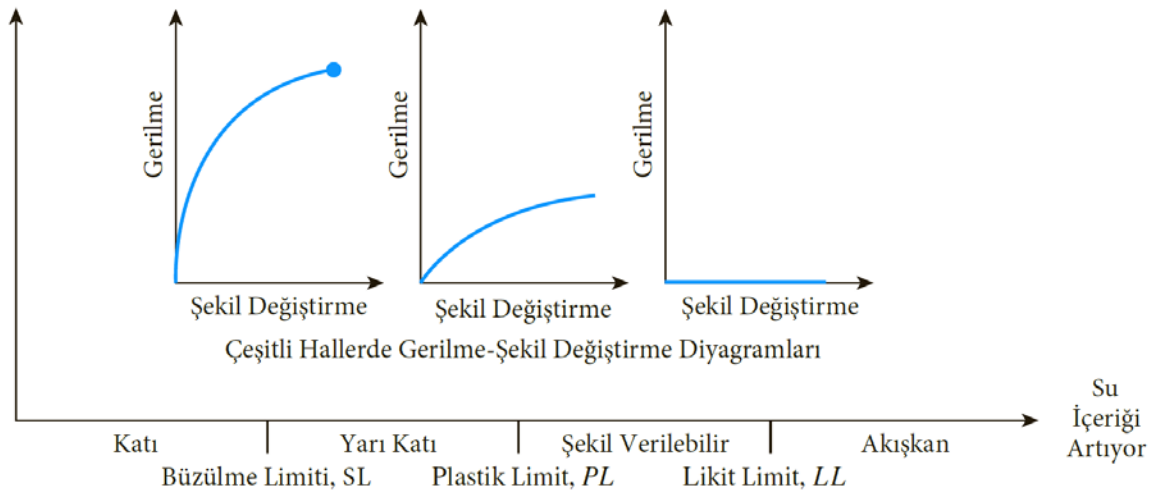 Gerilme
Gerilme
Gerilme
Şekil Değiştirme
Şekil Değiştirme
Şekil Değiştirme
Çeşitli Hallerde Gerilme-Şekil Değiştirme Diyagramları
Su
İçeriği
Artıyor
Katı
Yarı Katı
Şekil Verilebilir
Akışkan
Büzülme Limiti, SL
Plastik Limit, PL
Likit Limit, LL